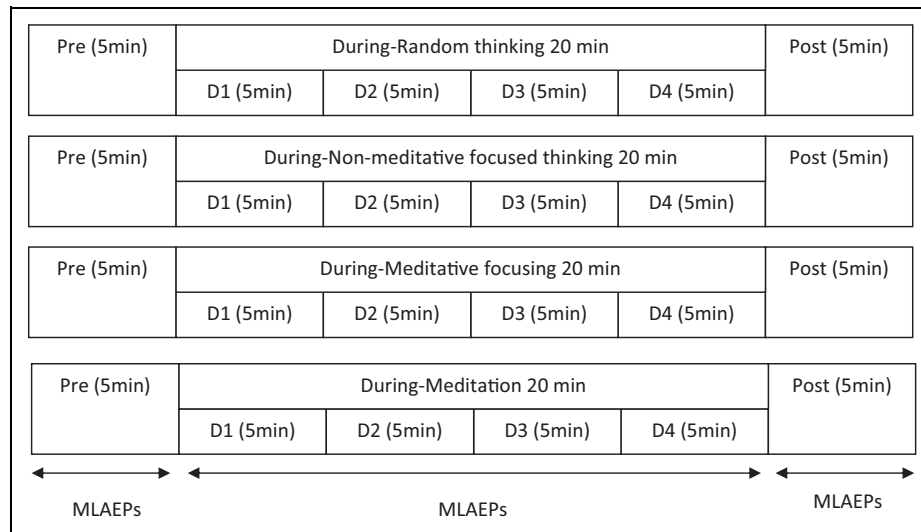 Pre (5min) During-Random thinking 20 min Post (5min)
D1 (5min) D2 (5min) D3 (5min) D4 (5min)
Pre (5min) During-Non-meditative focused thinking 20 min Post (5min)
D1 (5min) D2 (5min) D3 (5min) D4 (5min)
Pre (5min) During-Meditative focusing 20 min Post (5min)
D1 (5min) D2 (5min) D3 (5min) D4 (5min)
Pre (5min) During-Meditation 20 min Post (5min)
D1 (5min) D2 (5min) D3 (5min) D4 (5min)
MLAEPs MLAEPs MLAEPs